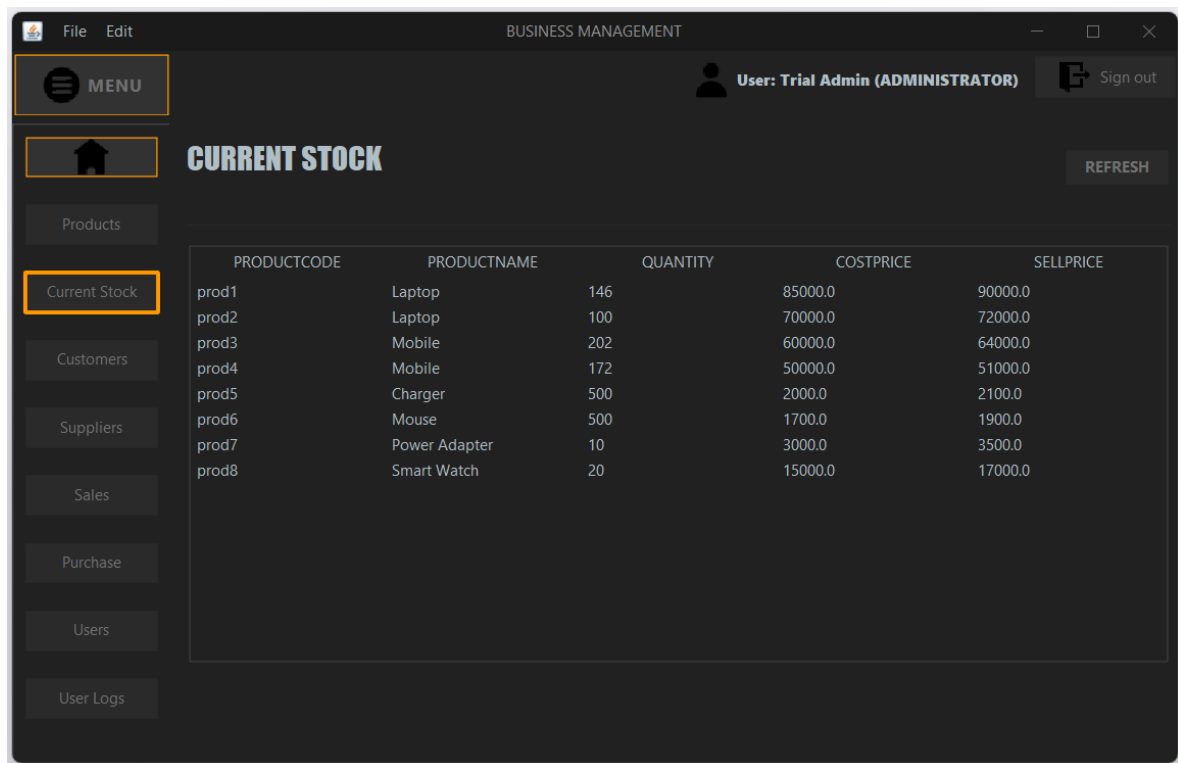 File Edit BUSINESS MANAGEMENT
MENU User: Trial Admin (ADMINISTRATOR) Sign out
CURRENT STOCK
REFRESH
Products
Current Stock
Customers
Suppliers
Sales
Purchase
Users
User Logs
PRODUCTCODE PRODUCTNAME QUANTITY COSTPRICE SELLPRICE
prod1 Laptop 146 85000.0 90000.0
prod2 Laptop 100 70000.0 72000.0
prod3 Mobile 202 60000.0 64000.0
prod4 Mobile 172 50000.0 51000.0
prod5 Charger 500 2000.0 2100.0
prod6 Mouse 500 1700.0 1900.0
prod7 Power Adapter 10 3000.0 3500.0
prod8 Smart Watch 20 15000.0 17000.0